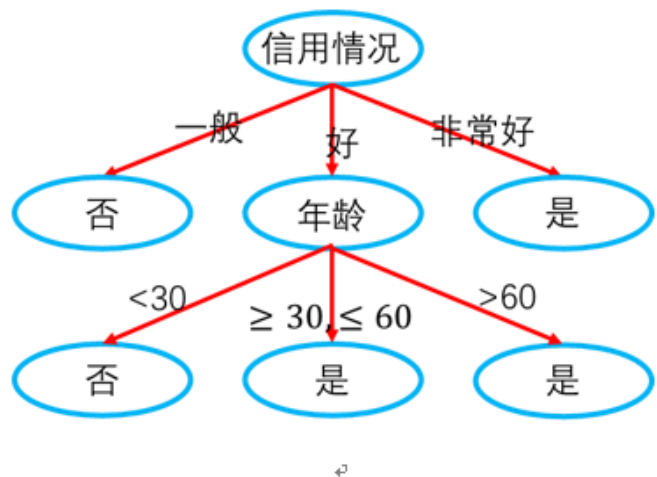 信用情况
一般
好
非常好
否
年龄
是
<30
≥ 30,≤ 60
>60
否
是
是